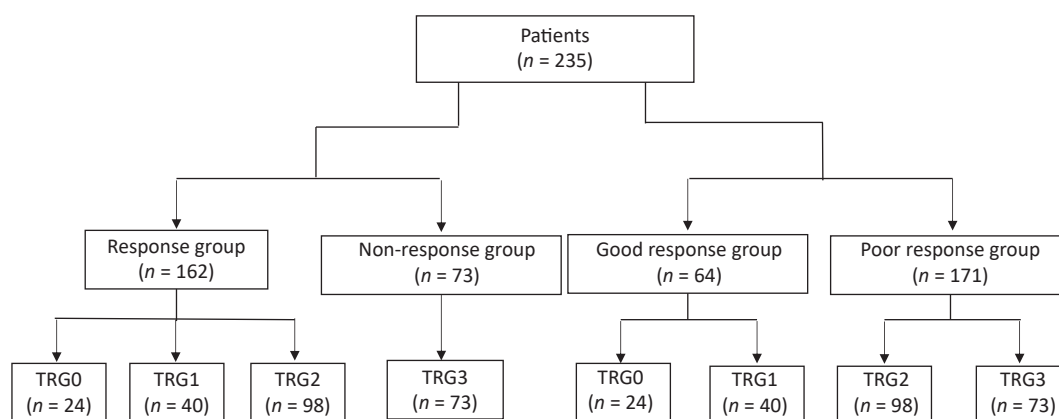 Patients
(n = 235)
Response group
(n = 162)
Non-response group
(n = 73)
Good response group
(n = 64)
Poor response group
(n = 171)
TRG0
(n = 24)
TRG1
(n = 40)
TRG2
(n = 98)
TRG3
(n = 73)
TRG0
(n = 24)
TRG1
(n = 40)
TRG2
(n = 98)
TRG3
(n = 73)